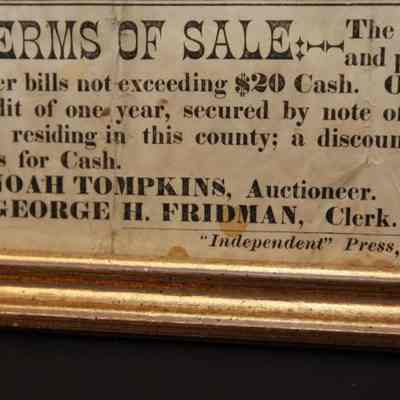 ERMS OF SALE: The
and p
er bills not exceeding $20 Cash. O
dit of one year, secured by note of
residing in this county; a discoun
s for Cash.
NOAH TOMPKINS, Auctioneer.
GEORGE H. FRIDMAN, Clerk.
"Independent" Press,